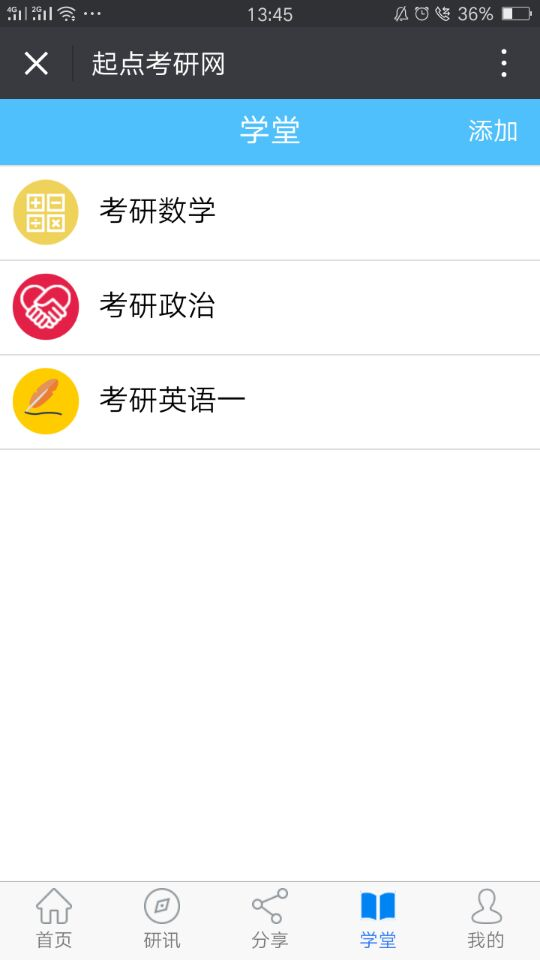 4G 2G 13:45 36%
起点考研网
学堂 添加
考研数学
考研政治
考研英语一
首页 研讯 分享 学堂 我的